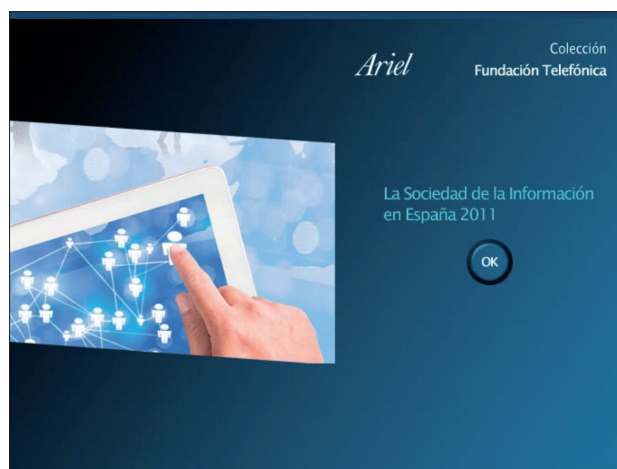 Ariel
Colección
Fundación Telefónica
La Sociedad de la Información
en España 2011
OK